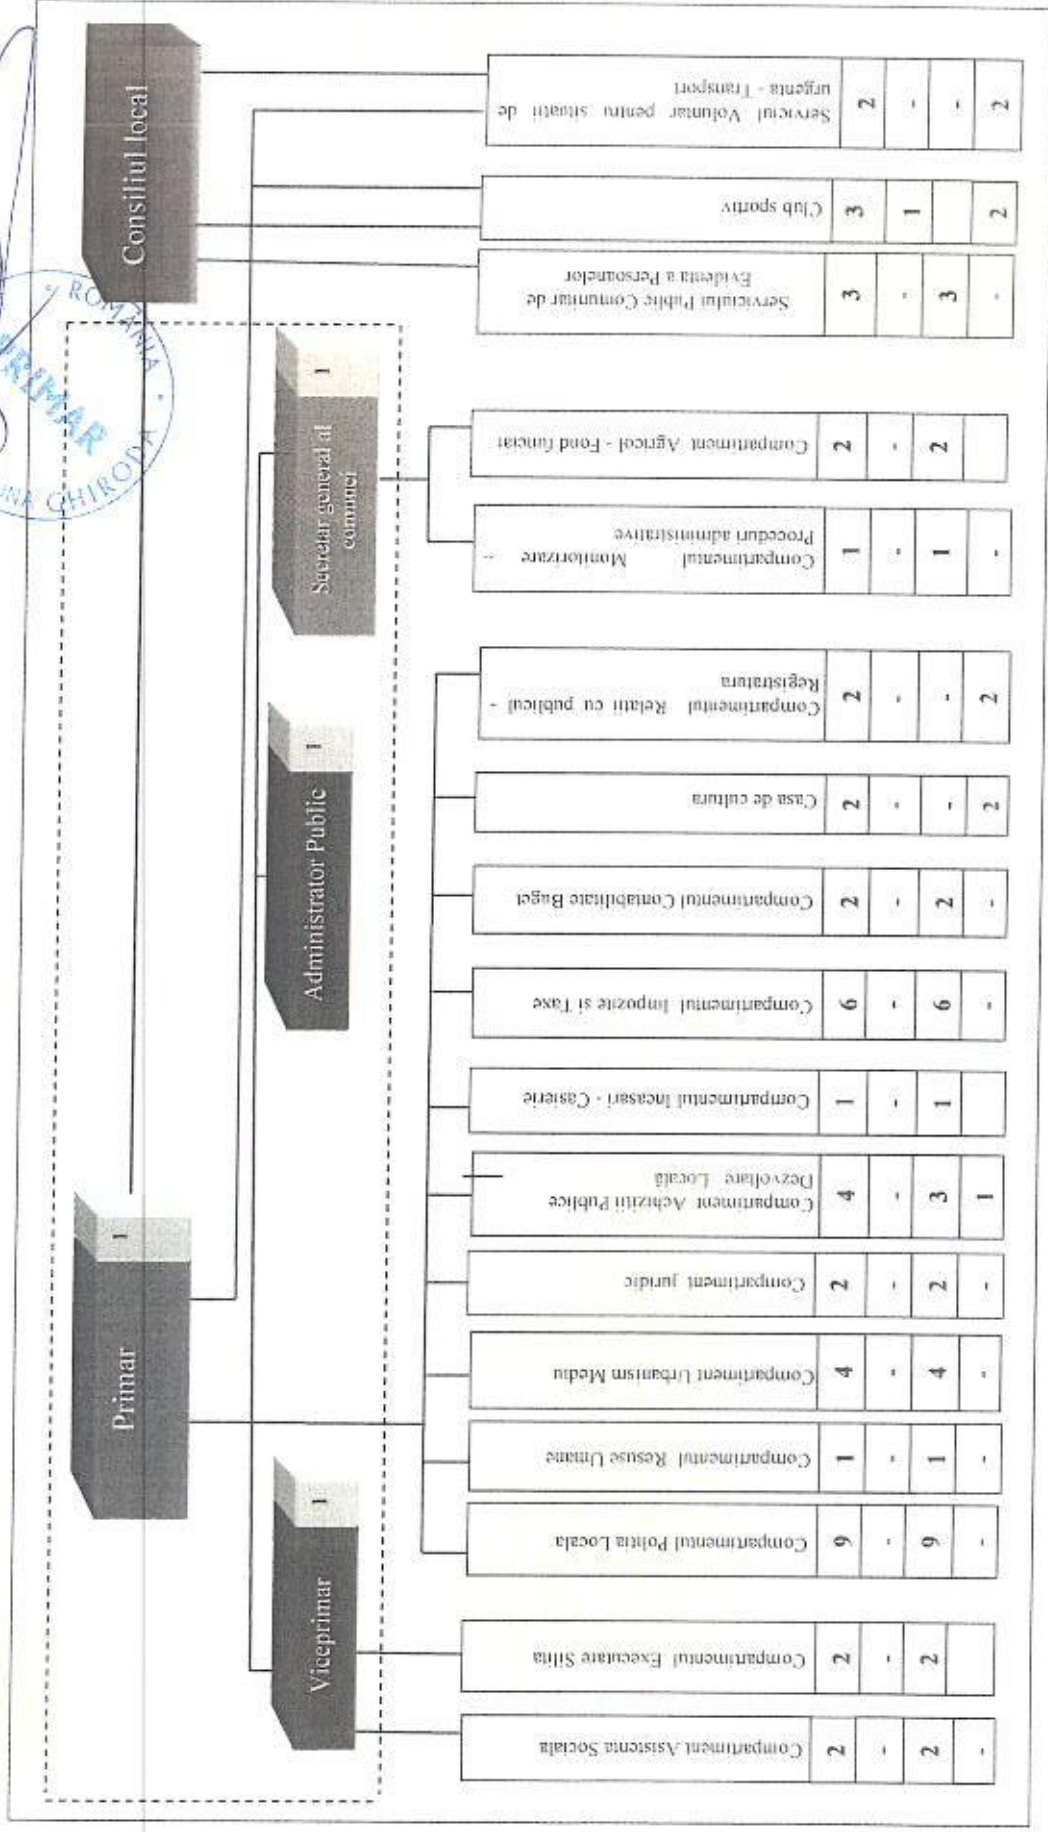 Consiliul local
Primar
1
ROMÂNIA
PRIMAR
GHIRODA
Viceprimar
1
Administrator Public
1
Secretar general al
comunei
1
Compartiment Asistenta Sociala
2
-
2
-
Compartimentul Executare Silita
2
-
2
Compartimentul Politia Locala
9
-
9
-
Compartimentul Resuse Umane
1
-
1
-
Compartiment Urbanism Mediu
4
-
4
-
Compartiment juridic
2
-
2
-
Compartiment Achizitii Publice
Dezvoltare Locală
4
-
3
1
Compartimentul Incasari - Casierie
1
-
1
Compartimentul Impozite si Taxe
6
-
6
-
Compartimentul Contabilitate Buget
2
-
2
-
Casa de cultura
2
-
-
2
Compartimentul Relatii cu publicul -
Registratura
2
-
-
2
Compartimentul Monitorizare -
Proceduri administrative
1
-
1
-
Compartiment Agricol - Fond funciar
2
-
2
Serviciului Public Comunitar de
Evidenta a Persoanelor
3
-
3
-
Club sportiv
3
1
2
Serviciul Voluntar pentru situatii de
urgenta - Transport
2
-
-
2